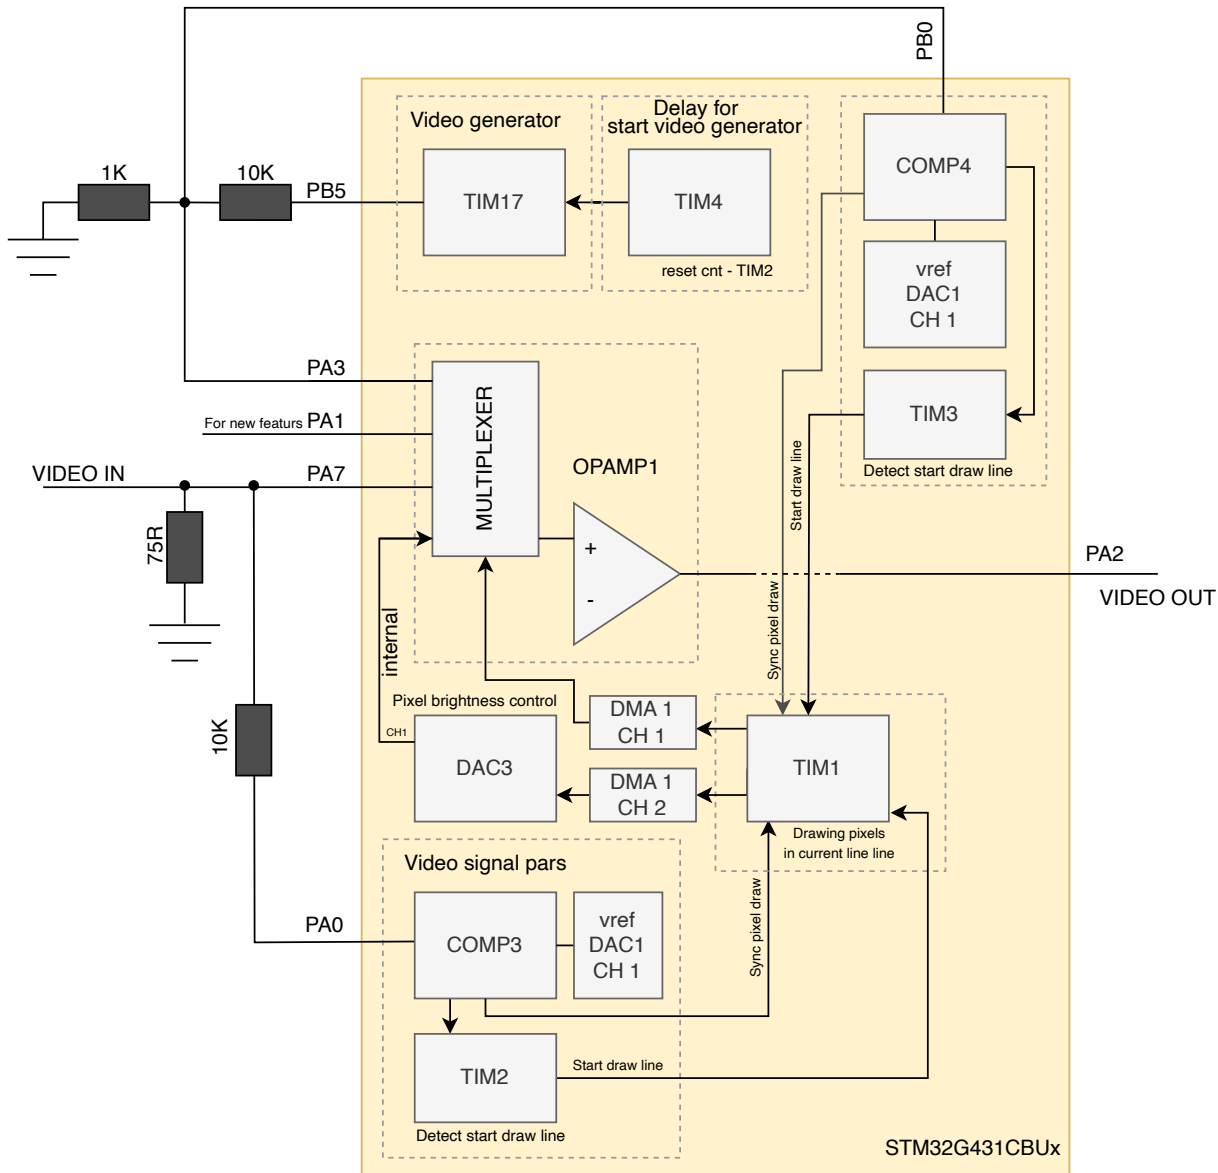 PB0
Video generator
Delay for
start video generator
1K
10K
PB5
TIM17
TIM4
reset cnt - TIM2
COMP4
vref
DAC1
CH 1
TIM3
Detect start draw line
PA3
For new featurs PA1
VIDEO IN
PA7
MULTIPLEXER
OPAMP1
+
-
75R
internal
Start draw line
Sync pixel draw
PA2
VIDEO OUT
Pixel brightness control
CH1
DAC3
DMA 1
CH 1
DMA 1
CH 2
TIM1
Drawing pixels
in current line line
10K
Video signal pars
PA0
COMP3
vref
DAC1
CH 1
Sync pixel draw
TIM2
Start draw line
Detect start draw line
STM32G431CBUx